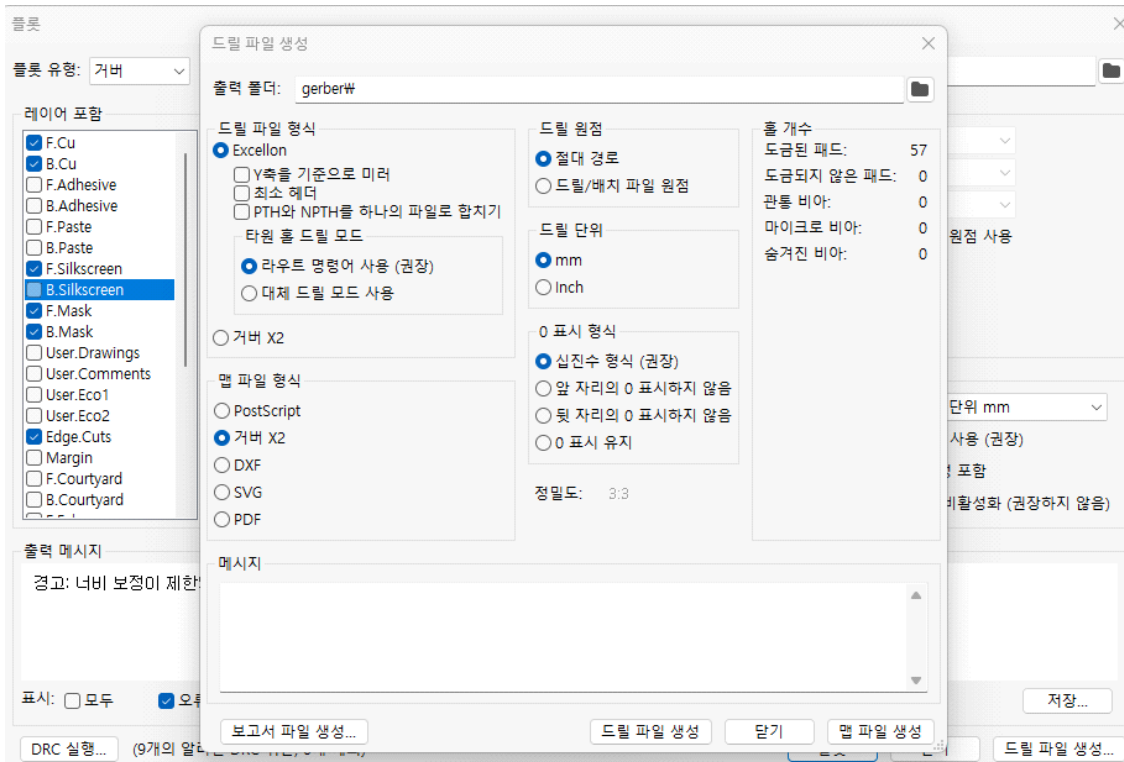 플롯
드릴 파일 생성
플롯 유형: 거버
출력 폴더: gerber₩
레이어 포함
F.Cu
B.Cu
F.Adhesive
B.Adhesive
F.Paste
B.Paste
F.Silkscreen
B.Silkscreen
F.Mask
B.Mask
User.Drawings
User.Comments
User.Eco1
User.Eco2
Edge.Cuts
Margin
F.Courtyard
B.Courtyard
드릴 파일 형식
Excellon
Y축을 기준으로 미러
최소 헤더
PTH와 NPTH를 하나의 파일로 합치기
타원 홀 드릴 모드
라우트 명령어 사용 (권장)
대체 드릴 모드 사용
거버 X2
맵 파일 형식
PostScript
거버 X2
DXF
SVG
PDF
드릴 원점
절대 경로
드릴/배치 파일 원점
드릴 단위
mm
Inch
0 표시 형식
십진수 형식 (권장)
앞 자리의 0 표시하지 않음
뒷 자리의 0 표시하지 않음
0 표시 유지
정밀도: 3:3
홀 개수
도금된 패드: 57
도금되지 않은 패드: 0
관통 비아: 0
마이크로 비아: 0
숨겨진 비아: 0
원점 사용
단위 mm
사용 (권장)
포함
비활성화 (권장하지 않음)
출력 메시지
경고: 너비 보정이
메시지
표시: 모두
저장...
보고서 파일 생성...
드릴 파일 생성
닫기
맵 파일 생성
DRC 실행...
(9개의
드릴 파일 생성...